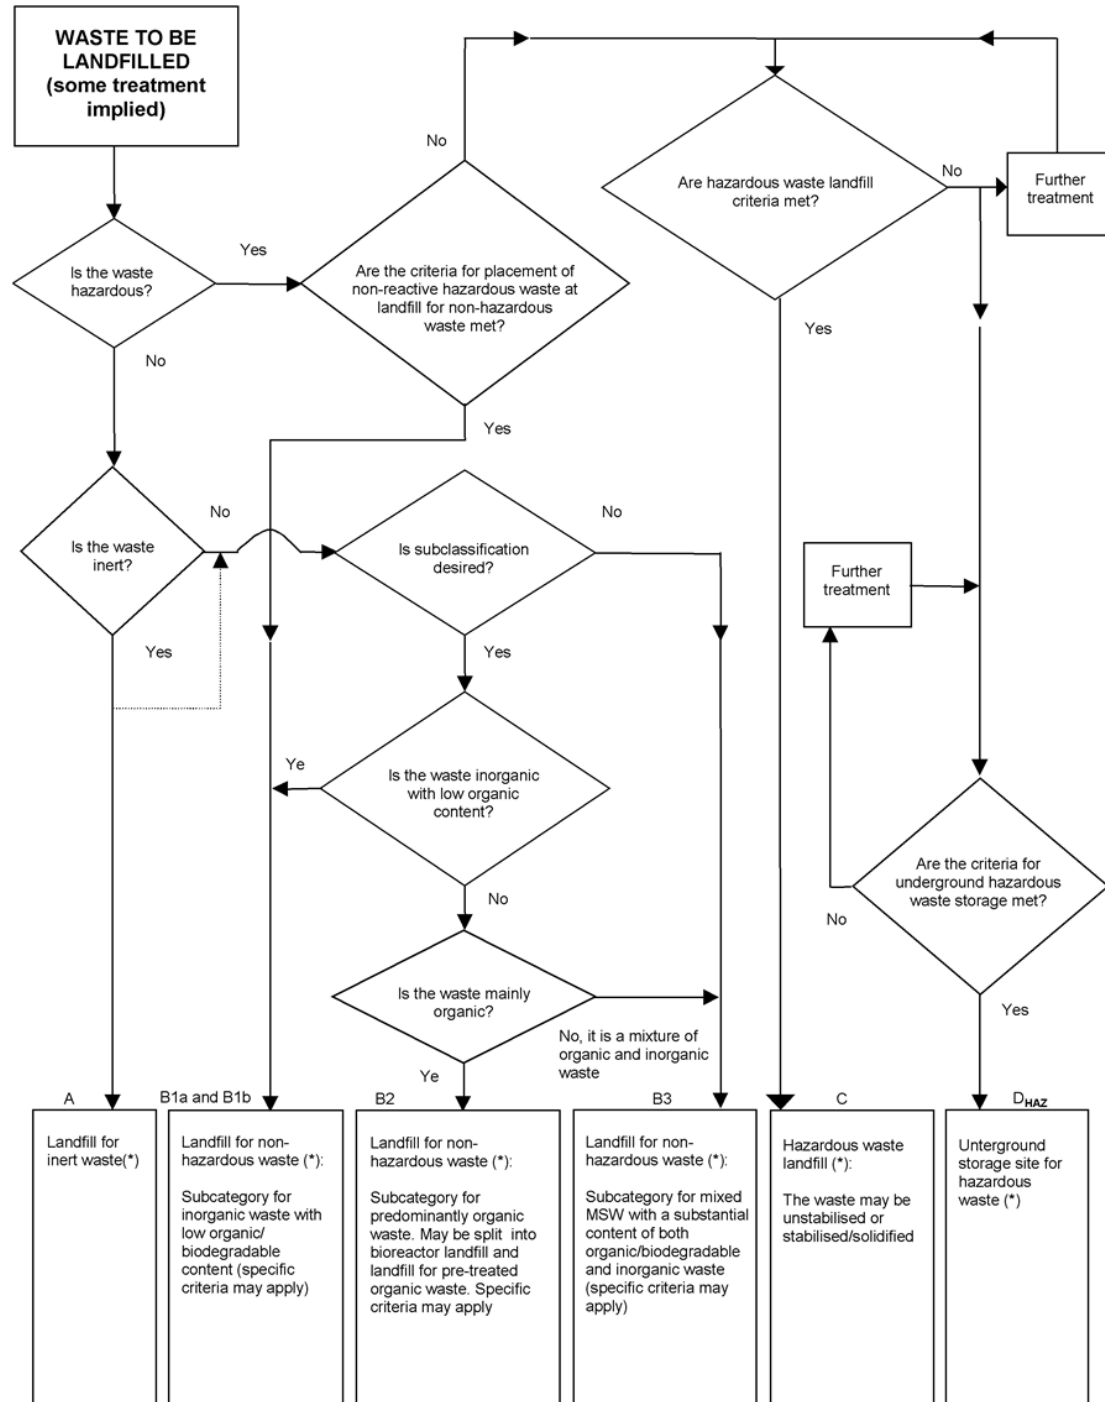 WASTE TO BE
LANDFILLED
(some treatment
implied)
No
Are hazardous waste landfill
criteria met?
No
Further
treatment
Is the waste
hazardous?
Yes
Are the criteria for placement of
non-reactive hazardous waste at
landfill for non-hazardous
waste met?
Yes
No
Yes
Is the waste
inert?
No
Is subclassification
desired?
No
Further
treatment
Yes
Yes
Ye
Is the waste inorganic
with low organic
content?
Are the criteria for
underground hazardous
waste storage met?
No
No
Is the waste mainly
organic?
No, it is a mixture of
organic and inorganic
waste
Yes
Ye
A
B1a and B1b
B2
B3
C
DHAZ
Landfill for
inert waste(*)
Landfill for non-
hazardous waste (*):
Subcategory for
inorganic waste with
low organic/
biodegradable
content (specific
criteria may apply)
Landfill for non-
hazardous waste (*):
Subcategory for
predominantly organic
waste. May be split into
bioreactor landfill and
landfill for pre-treated
organic waste. Specific
criteria may apply
Landfill for non-
hazardous waste (*):
Subcategory for mixed
MSW with a substantial
content of both
organic/biodegradable
and inorganic waste
(specific criteria may
apply)
Hazardous waste
landfill (*):
The waste may be
unstabilised or
stabilised/solidified
Unterground
storage site for
hazardous
waste (*)